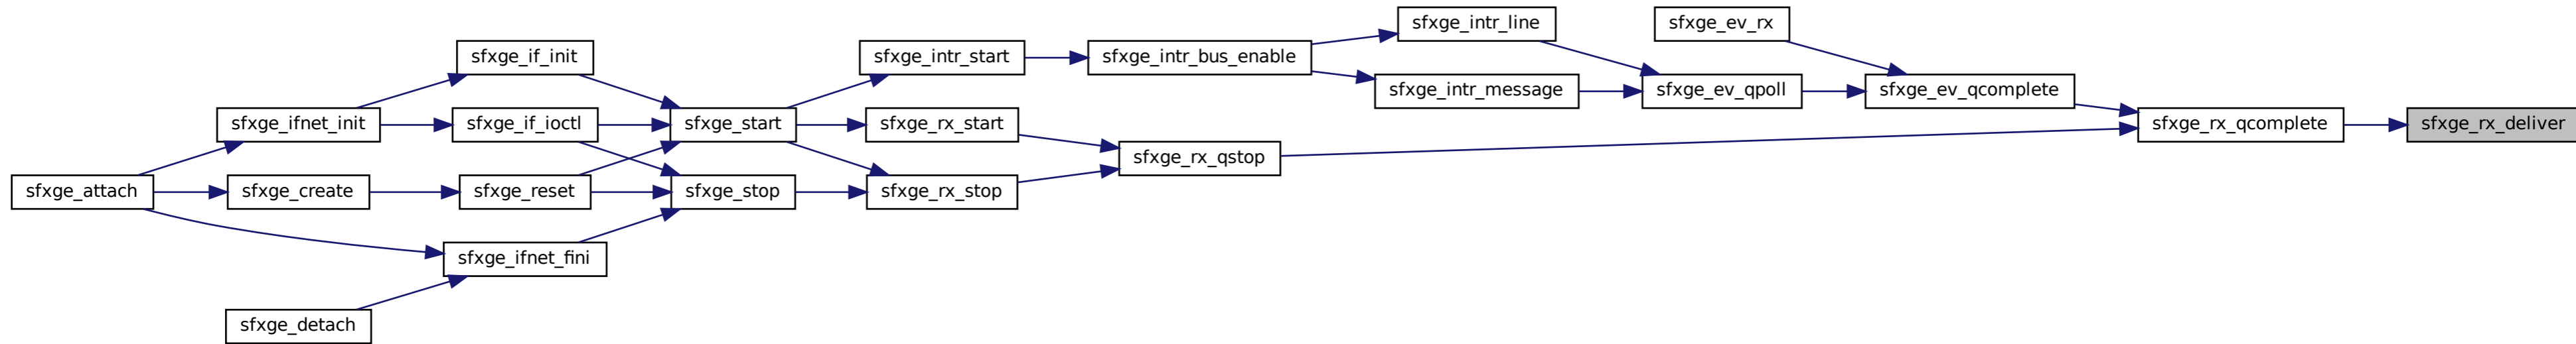 sfxge_attach
sfxge_ifnet_init
sfxge_create
sfxge_detach
sfxge_if_init
sfxge_if_ioctl
sfxge_reset
sfxge_ifnet_fini
sfxge_start
sfxge_stop
sfxge_intr_start
sfxge_rx_start
sfxge_rx_stop
sfxge_intr_bus_enable
sfxge_rx_qstop
sfxge_intr_line
sfxge_intr_message
sfxge_ev_rx
sfxge_ev_qpoll
sfxge_ev_qcomplete
sfxge_rx_qcomplete
sfxge_rx_deliver